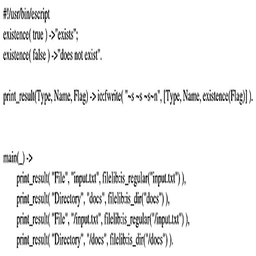 #!/usr/bin/escript
existence( true ) ->"exists";
existence( false ) ->"does not exist".
print_result(Type, Name, Flag) -> io:fwrite( "~s ~s ~s~n", [Type, Name, existence(Flag)] ).
main(_) ->
print_result( "File", "input.txt", filelib:is_regular("input.txt") ),
print_result( "Directory", "docs", filelib:is_dir("docs") ),
print_result( "File", "/input.txt", filelib:is_regular("/input.txt") ),
print_result( "Directory", "/docs", filelib:is_dir("/docs") ).